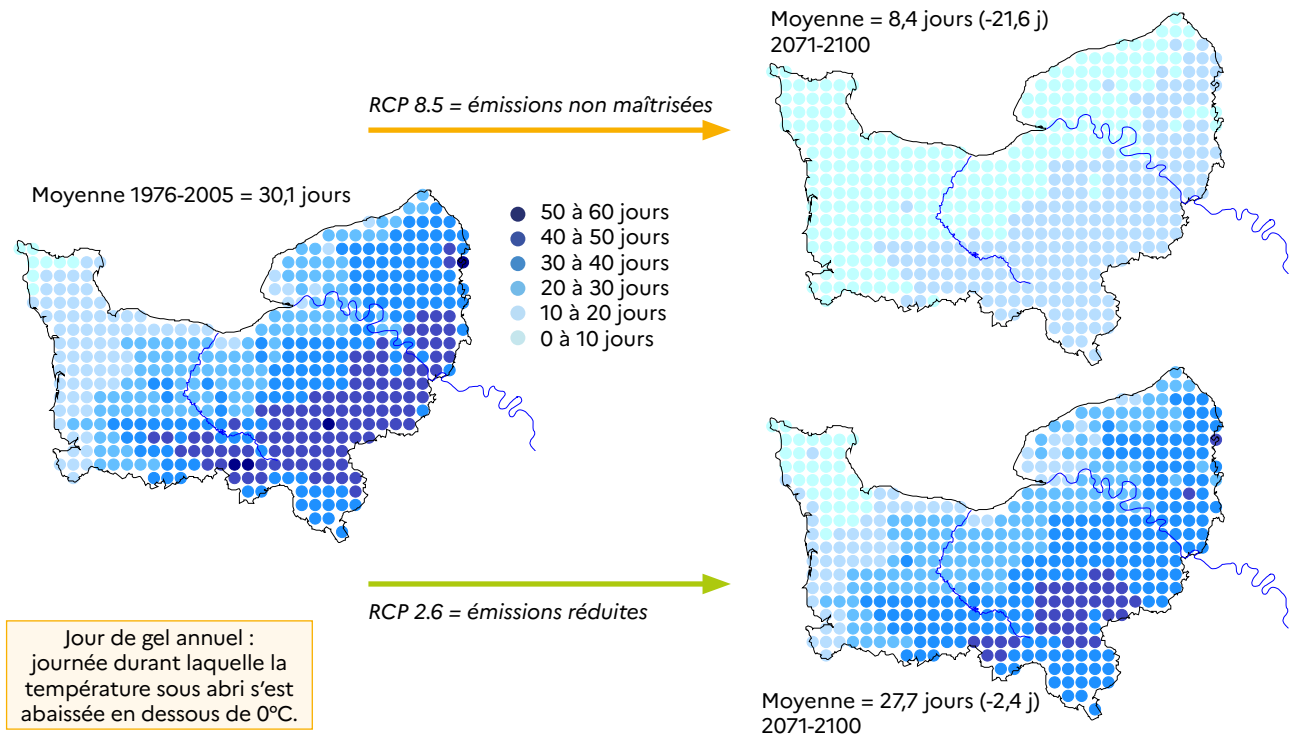 Moyenne = 8,4 jours (-21,6 j)
2071-2100
RCP 8.5 = émissions non maîtrisées
Moyenne 1976-2005 = 30,1 jours
50 à 60 jours
40 à 50 jours
30 à 40 jours
20 à 30 jours
10 à 20 jours
0 à 10 jours
RCP 2.6 = émissions réduites
Jour de gel annuel :
journée durant laquelle la
température sous abri s’est
abaissée en dessous de 0°C.
Moyenne = 27,7 jours (-2,4 j)
2071-2100